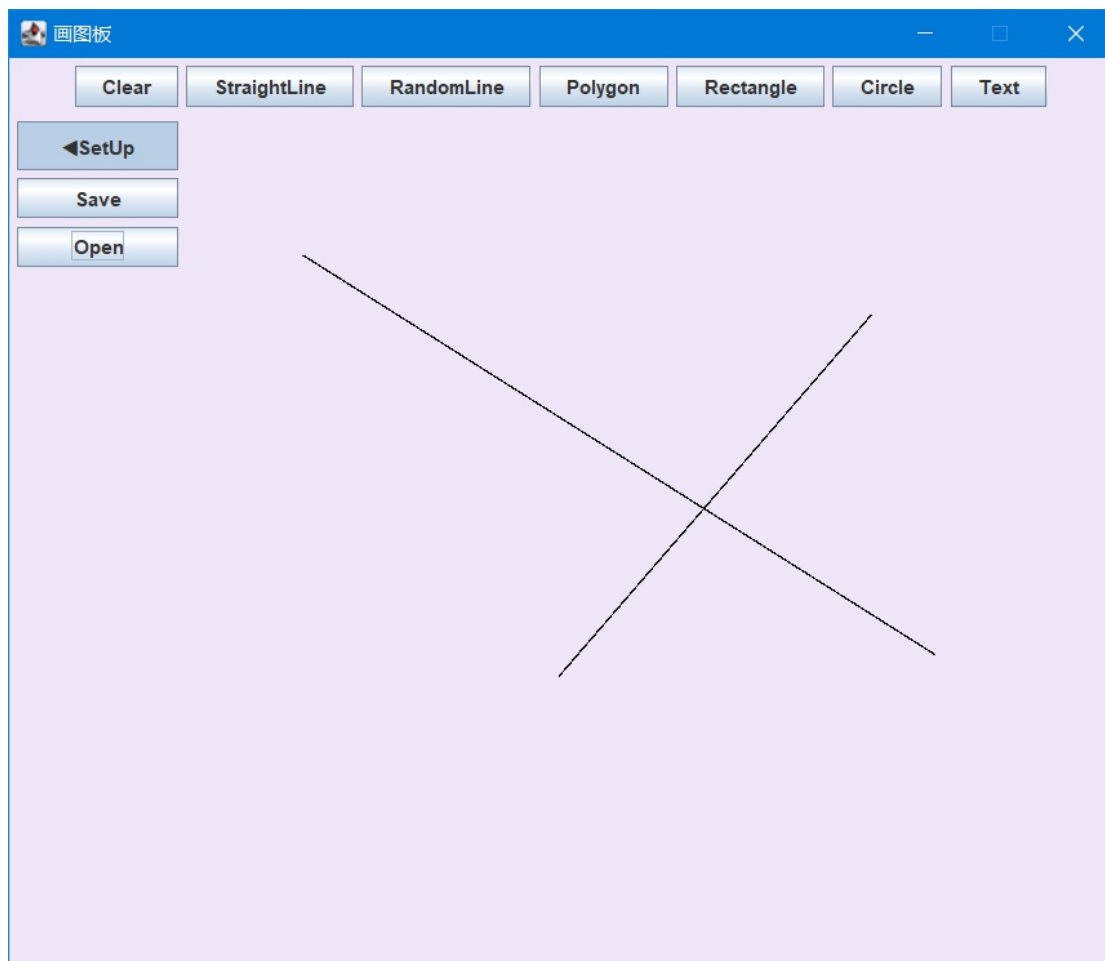 画图板
Clear StraightLine RandomLine Polygon Rectangle Circle Text
◀SetUp
Save
Open